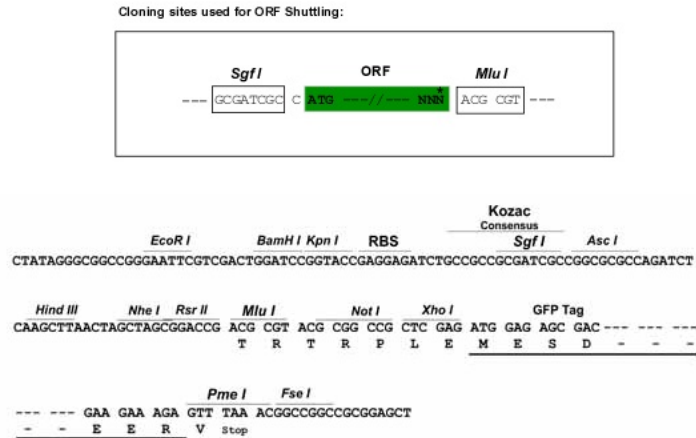 Cloning sites used for ORF Shuttling:
Sgf I ORF Mlu I
--- GCGATCGC C ATG ---//--- NNN* ACG CGT ---
Kozac
Consensus
EcoR I BamH I Kpn I RBS Sgf I Asc I
CTATAGGGCGGCCGGGAATTCGTCGACTGGATCCGGTACCGAGGAGATCTGCCGCCGCGATCGCCGGCGCGCCAGATCT
Hind III Nhe I Rsr II Mlu I Not I Xho I GFP Tag
CAAGCTTAACTAGCTAGCGGACCG ACG CGT ACG CGG CCG CTC GAG ATG GAG AGC GAC--- --- ---
T R T R P L E M E S D - - -
Pme I Fse I
--- --- GAA GAA AGA GTT TAA ACGGCCGGCCGCGGAGCT
- - E E R V Stop